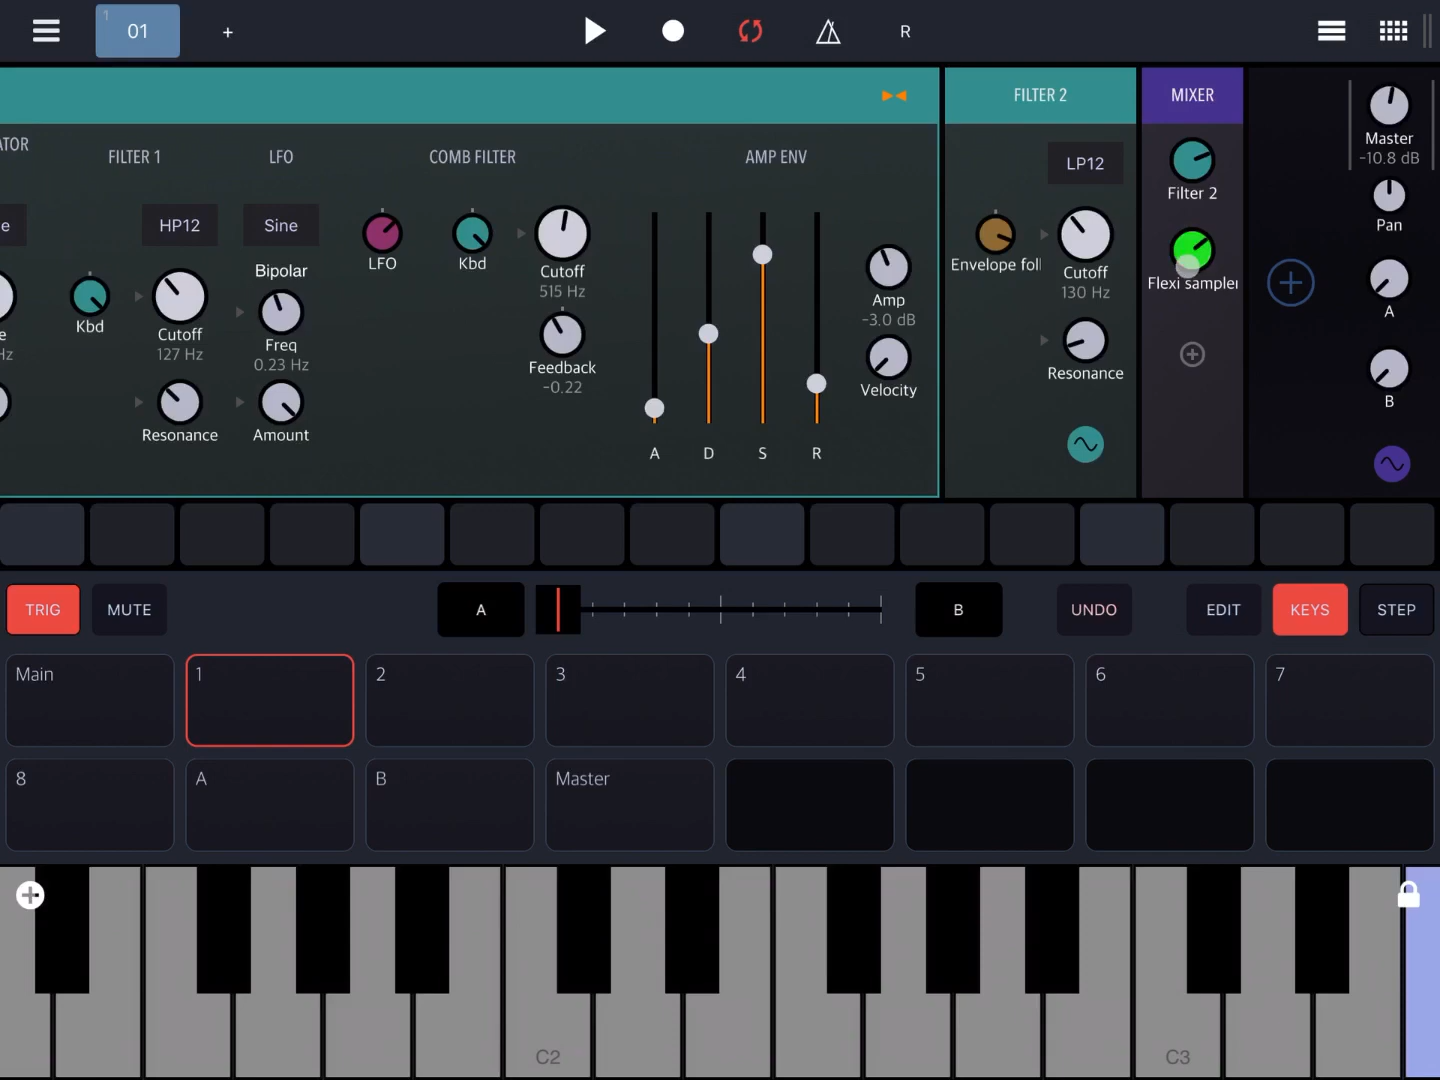 1
01
+
R
ATOR
FILTER 1
LFO
COMB FILTER
AMP ENV
FILTER 2
MIXER
Master
-10.8 dB
e
HP12
Sine
LP12
Filter 2
Pan
LFO
Kbd
Cutoff
515 Hz
Envelope foll
Cutoff
130 Hz
Flexi sampler
Bipolar
Kbd
Cutoff
127 Hz
Freq
0.23 Hz
Amp
-3.0 dB
A
e
Hz
Feedback
-0.22
Resonance
Velocity
B
Resonance
Amount
A
D
S
R
TRIG
MUTE
A
B
UNDO
EDIT
KEYS
STEP
Main
1
2
3
4
5
6
7
8
A
B
Master
C2
C3